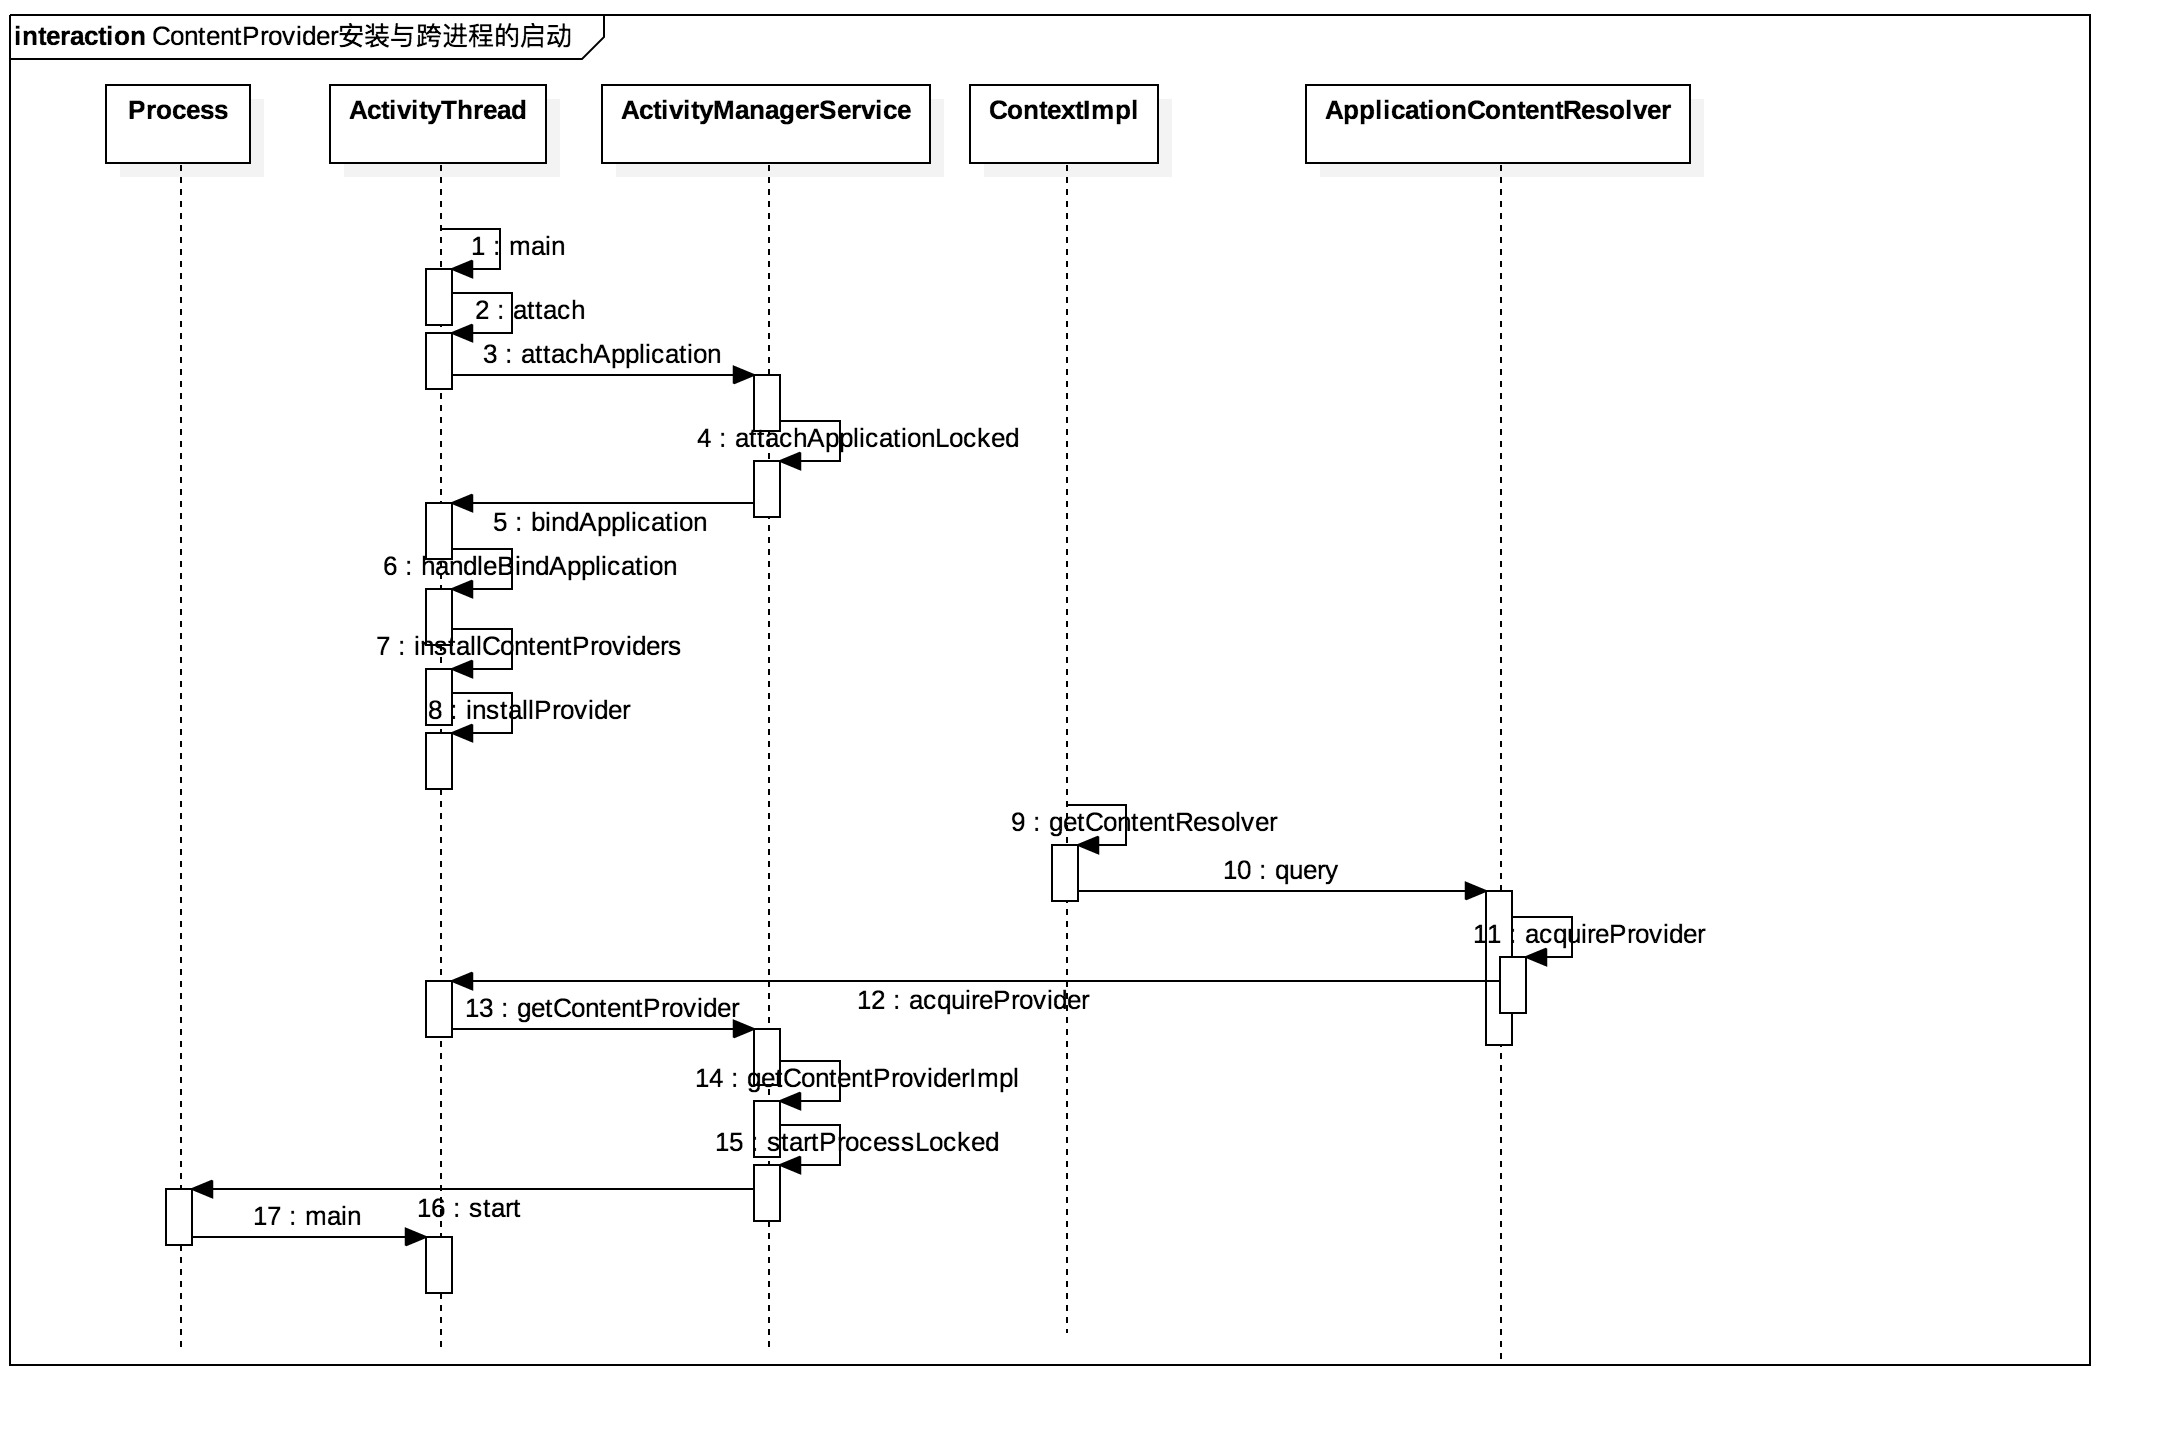 interaction ContentProvider安装与跨进程的启动
Process
ActivityThread
ActivityManagerService
ContextImpl
ApplicationContentResolver
1 : main
2 : attach
3 : attachApplication
4 : attachApplicationLocked
5 : bindApplication
6 : handleBindApplication
7 : installContentProviders
8 : installProvider
9 : getContentResolver
10 : query
11 : acquireProvider
12 : acquireProvider
13 : getContentProvider
14 : getContentProviderImpl
15 : startProcessLocked
16 : start
17 : main